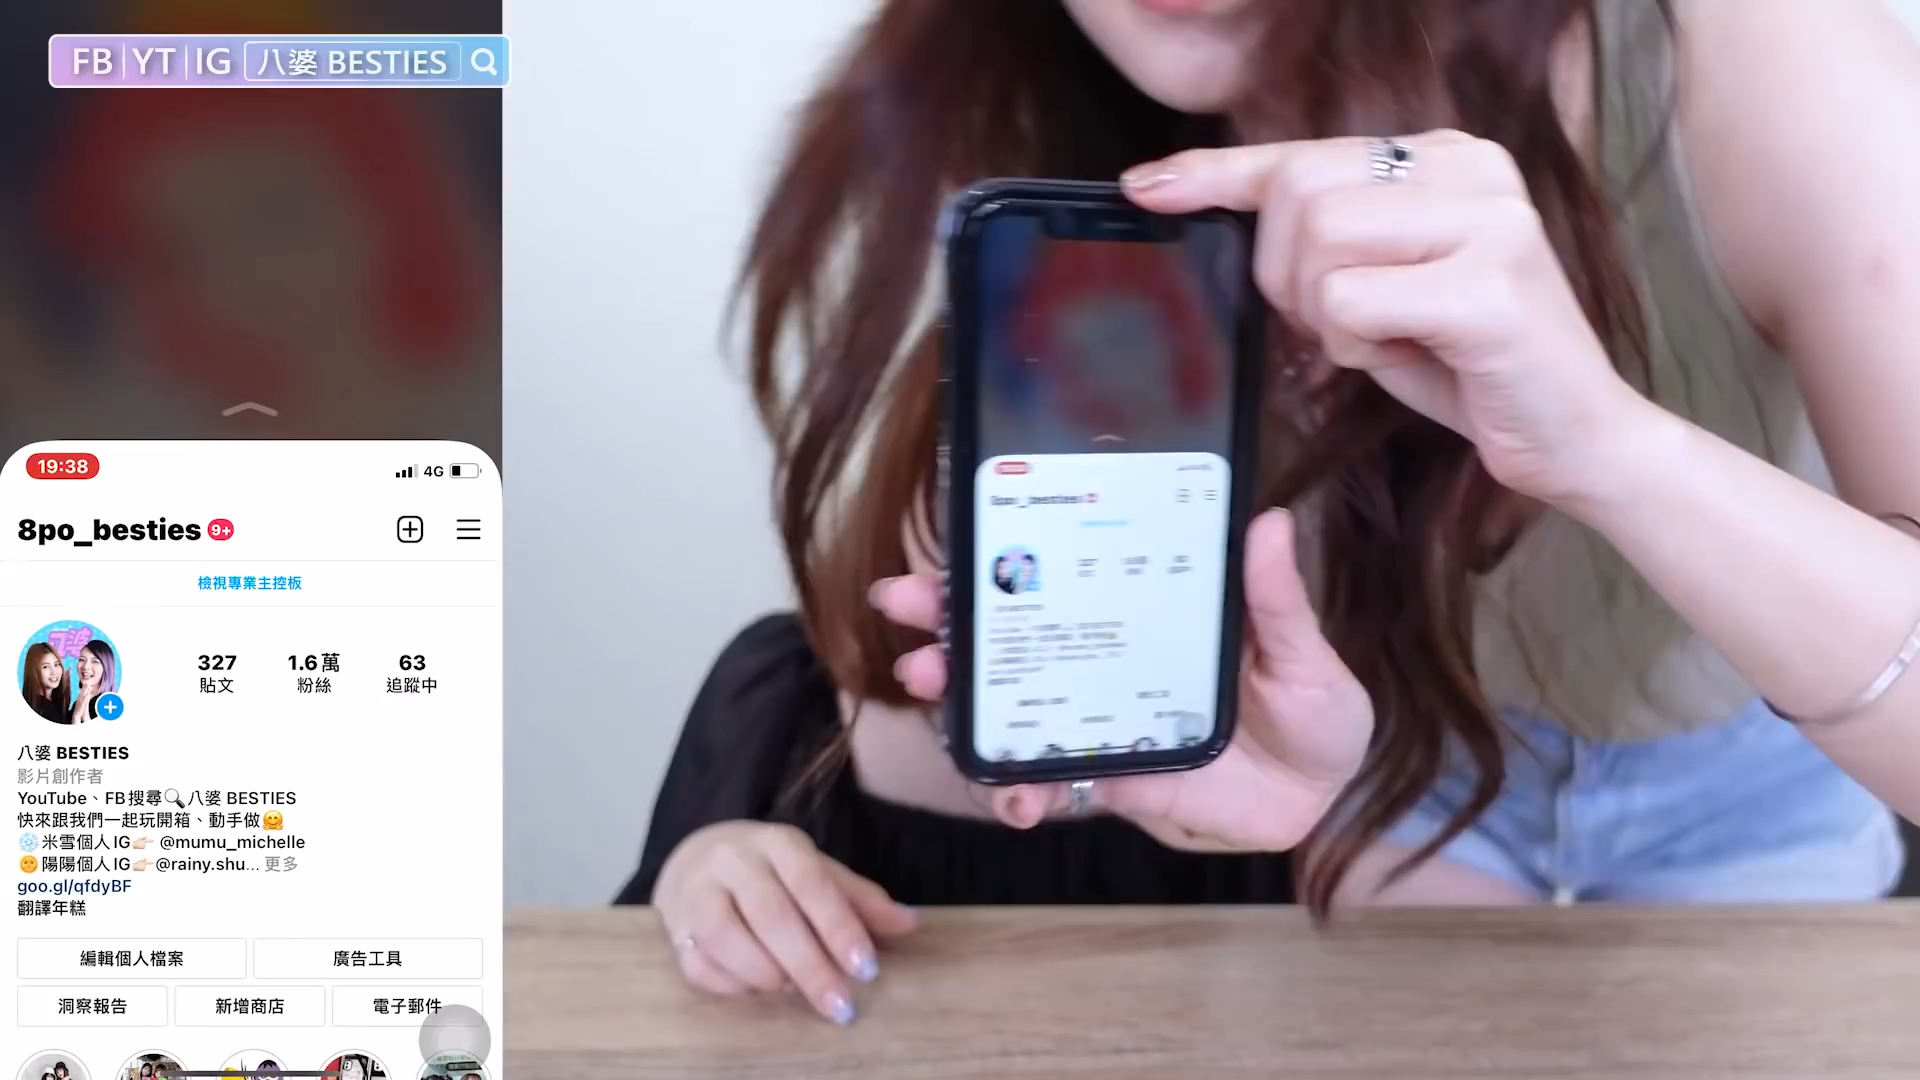 FB|YT|IG 八婆 BESTIES
19:38 4G
8po_besties 9+
檢視專業主控板
八婆
327 1.6萬 63
貼文 粉絲 追蹤中
八婆 BESTIES
影片創作者
YouTube、FB搜尋🔍八婆 BESTIES
快來跟我們一起玩開箱、動手做🤗
❄️米雪個人IG👉🏻 @mumu_michelle
🌞陽陽個人IG👉🏻@rainy.shu... 更多
goo.gl/qfdyBF
翻譯年糕
編輯個人檔案 廣告工具
洞察報告 新增商店 電子郵件